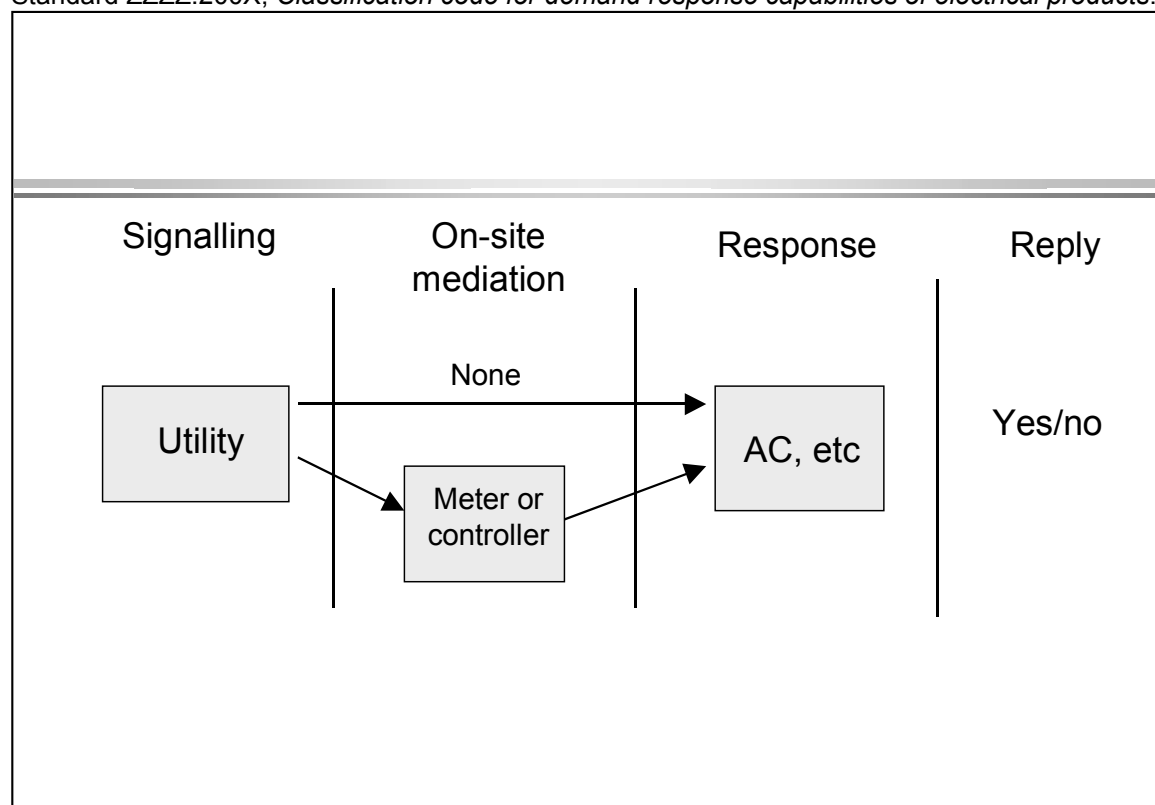 Standard ZZZZ:200X, Classification code for demand response capabilities of electrical products.
Signalling
On-site
mediation
Response
Reply
None
Utility
Meter or
controller
AC, etc
Yes/no